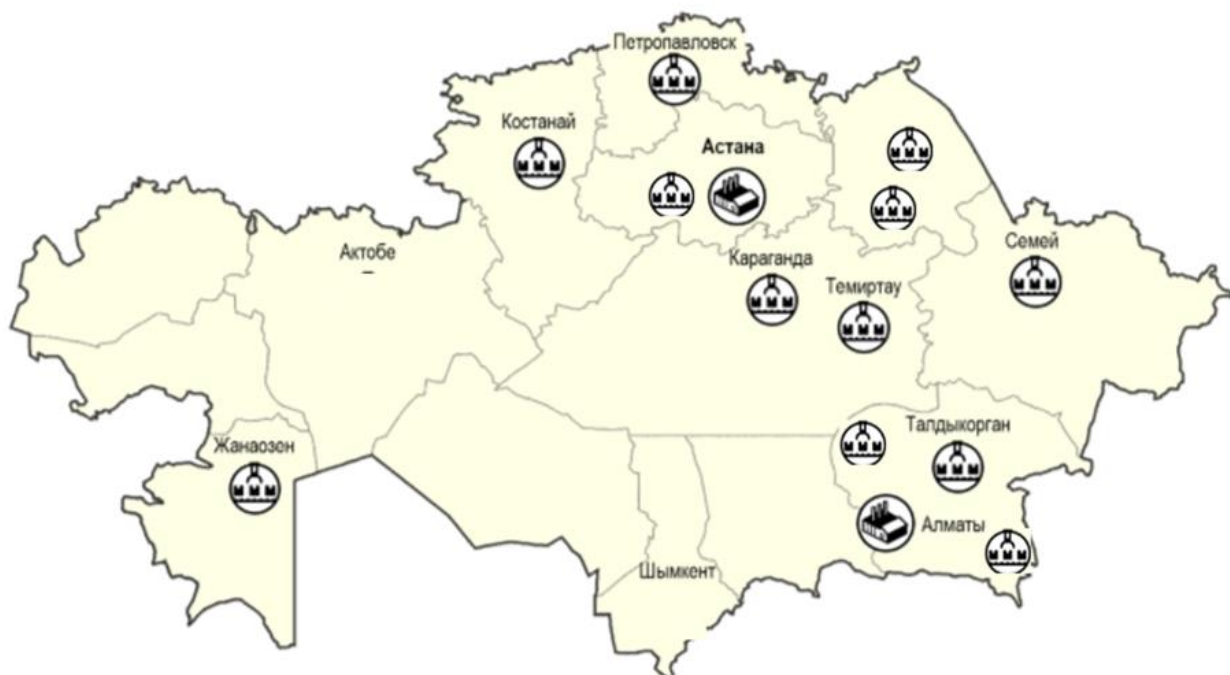 Петропавловск
Костанай
Астана
Актобе
Семей
Караганда
Темиртау
Жанаозен
Талдыкорган
Алматы
Шымкент